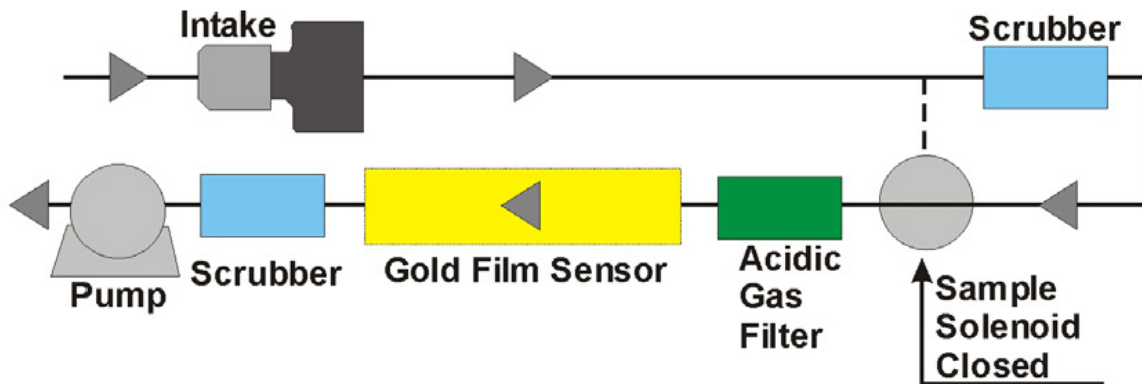 Intake
Scrubber
Pump
Scrubber
Gold Film Sensor
Acidic
Gas
Filter
Sample
Solenoid
Closed